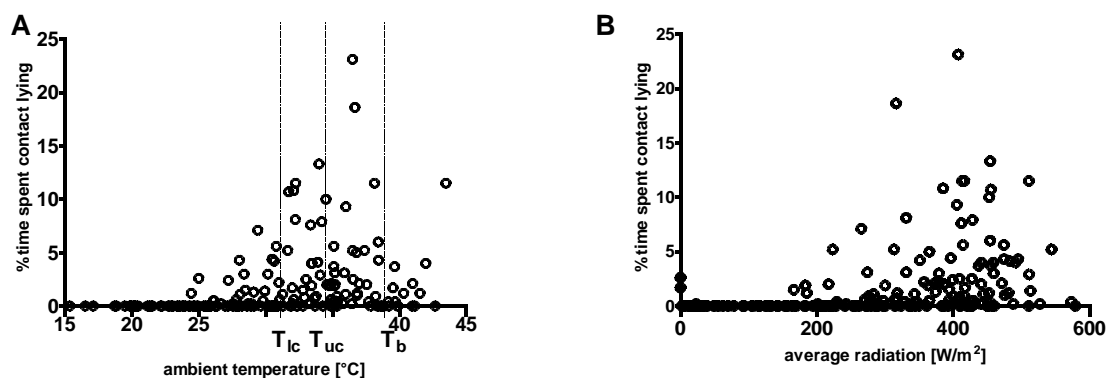 A
25
20
15
10
5
0
% time spent contact lying
15
25
40
45
T_lc
T_uc
T_b
ambient temperature [°C]
B
25
20
15
10
5
0
% time spent contact lying
0
200
400
600
average radiation [W/m²]